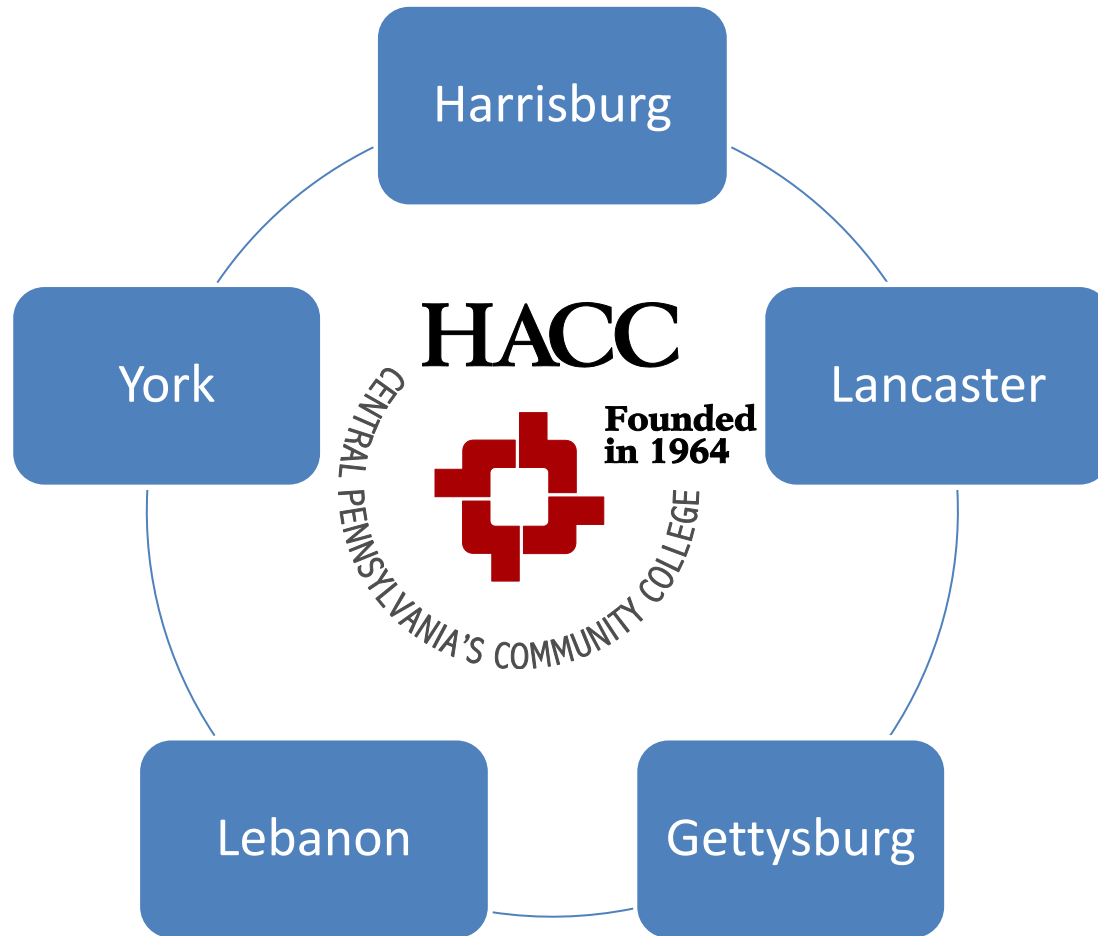 Harrisburg
York
HACC
Lancaster
Founded
in 1964
CENTRAL PENNSYLVANIA'S COMMUNITY COLLEGE
Lebanon
Gettysburg